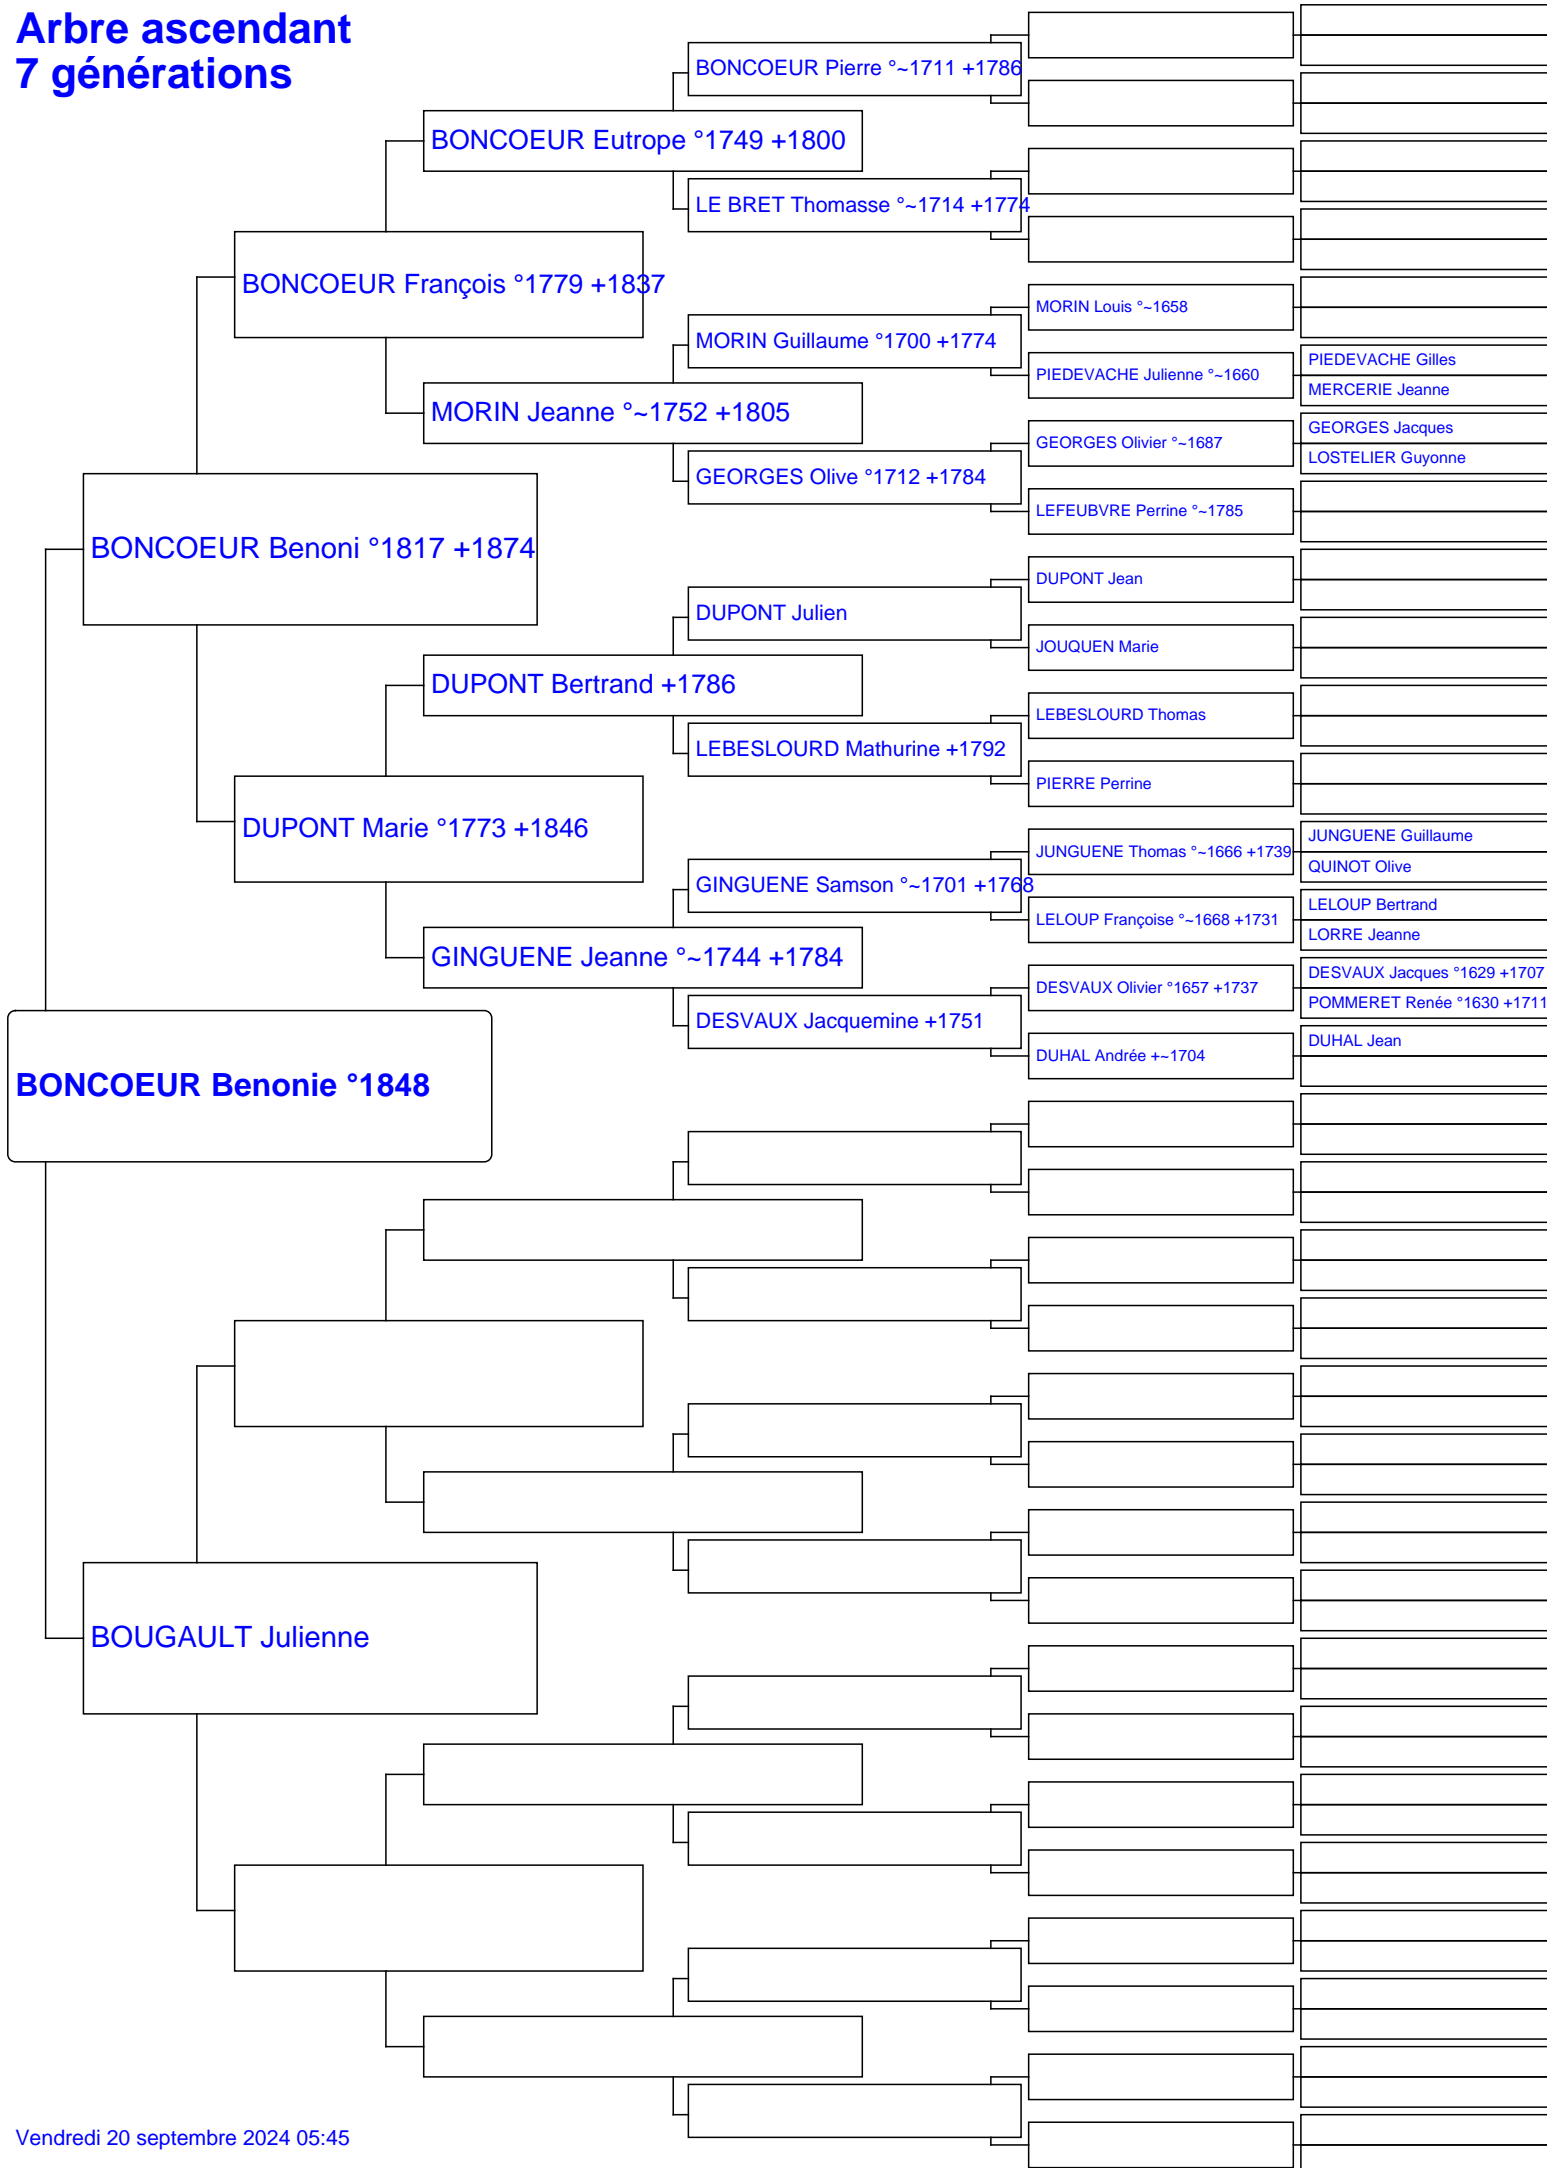 Arbre ascendant
7 générations
BONCOEUR Pierre °~1711 +1786
BONCOEUR Eutrope °1749 +1800
LE BRET Thomasse °~1714 +1774
BONCOEUR François °1779 +1837
MORIN Louis °~1658
MORIN Guillaume °1700 +1774
PIEDEVACHE Gilles
PIEDEVACHE Julienne °~1660
MERCERIE Jeanne
MORIN Jeanne °~1752 +1805
GEORGES Jacques
GEORGES Olivier °~1687
LOSTELIER Guyonne
GEORGES Olive °1712 +1784
LEFEUBVRE Perrine °~1785
BONCOEUR Benoni °1817 +1874
DUPONT Jean
DUPONT Julien
JOUQUEN Marie
DUPONT Bertrand +1786
LEBESLOURD Thomas
LEBESLOURD Mathurine +1792
PIERRE Perrine
DUPONT Marie °1773 +1846
JUNGUENE Guillaume
JUNGUENE Thomas °~1666 +1739
QUINOT Olive
GINGUENE Samson °~1701 +1768
LELOUP Bertrand
LELOUP Françoise °~1668 +1731
LORRE Jeanne
GINGUENE Jeanne °~1744 +1784
DESVAUX Jacques °1629 +1707
DESVAUX Olivier °1657 +1737
POMMERET Renée °1630 +1711
DESVAUX Jacquemine +1751
DUHAL Jean
DUHAL Andrée +~1704
BONCOEUR Benonie °1848
BOUGAULT Julienne
Vendredi 20 septembre 2024 05:45